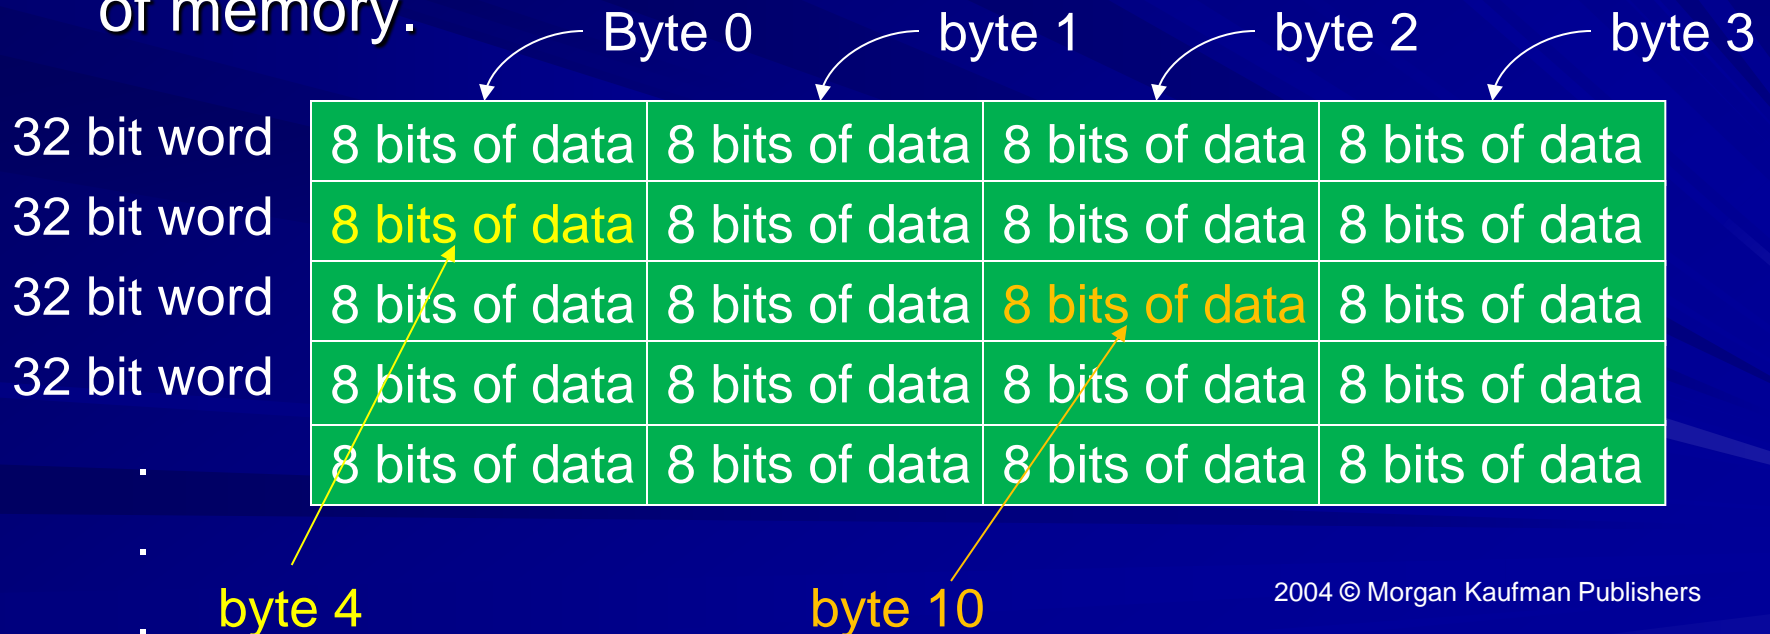 of memory.
Byte 0 byte 1 byte 2 byte 3
32 bit word 8 bits of data 8 bits of data 8 bits of data 8 bits of data
32 bit word 8 bits of data 8 bits of data 8 bits of data 8 bits of data
32 bit word 8 bits of data 8 bits of data 8 bits of data 8 bits of data
32 bit word 8 bits of data 8 bits of data 8 bits of data 8 bits of data
. 8 bits of data 8 bits of data 8 bits of data 8 bits of data
.
. byte 4 byte 10 2004 © Morgan Kaufman Publishers